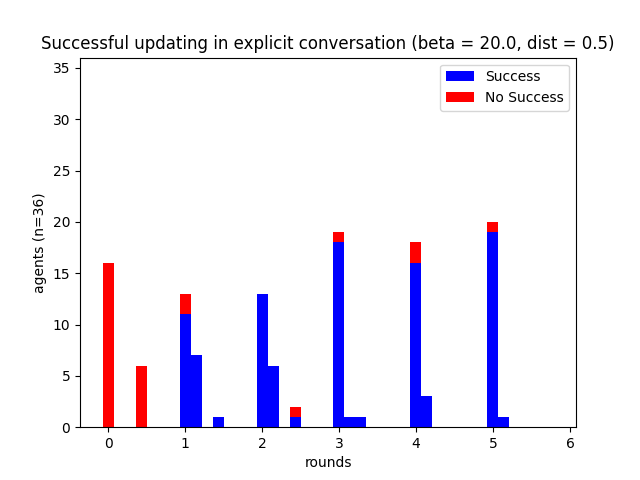 Successful updating in explicit conversation (beta = 20.0, dist = 0.5)
Success
No Success
35
30
25
20
15
10
5
0
agents (n=36)
0 1 2 3 4 5 6
rounds